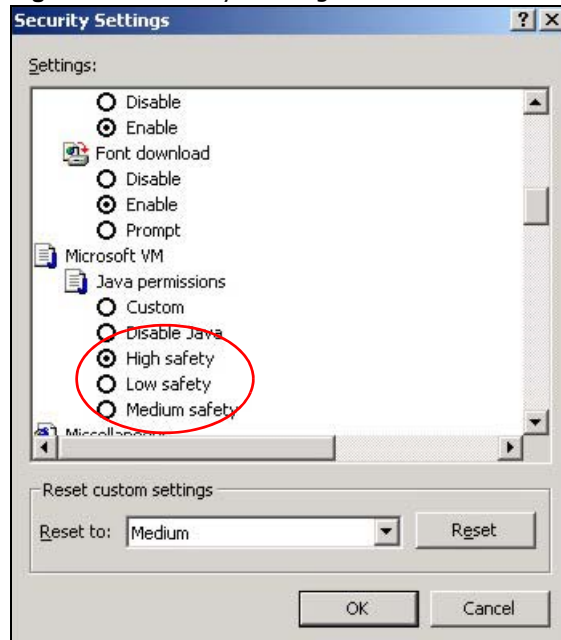 Security Settings
Settings:
Disable
Enable
Font download
Disable
Enable
Prompt
Microsoft VM
Java permissions
Custom
Disable Java
High safety
Low safety
Medium safety
Reset custom settings
Reset to: Medium Reset
OK Cancel